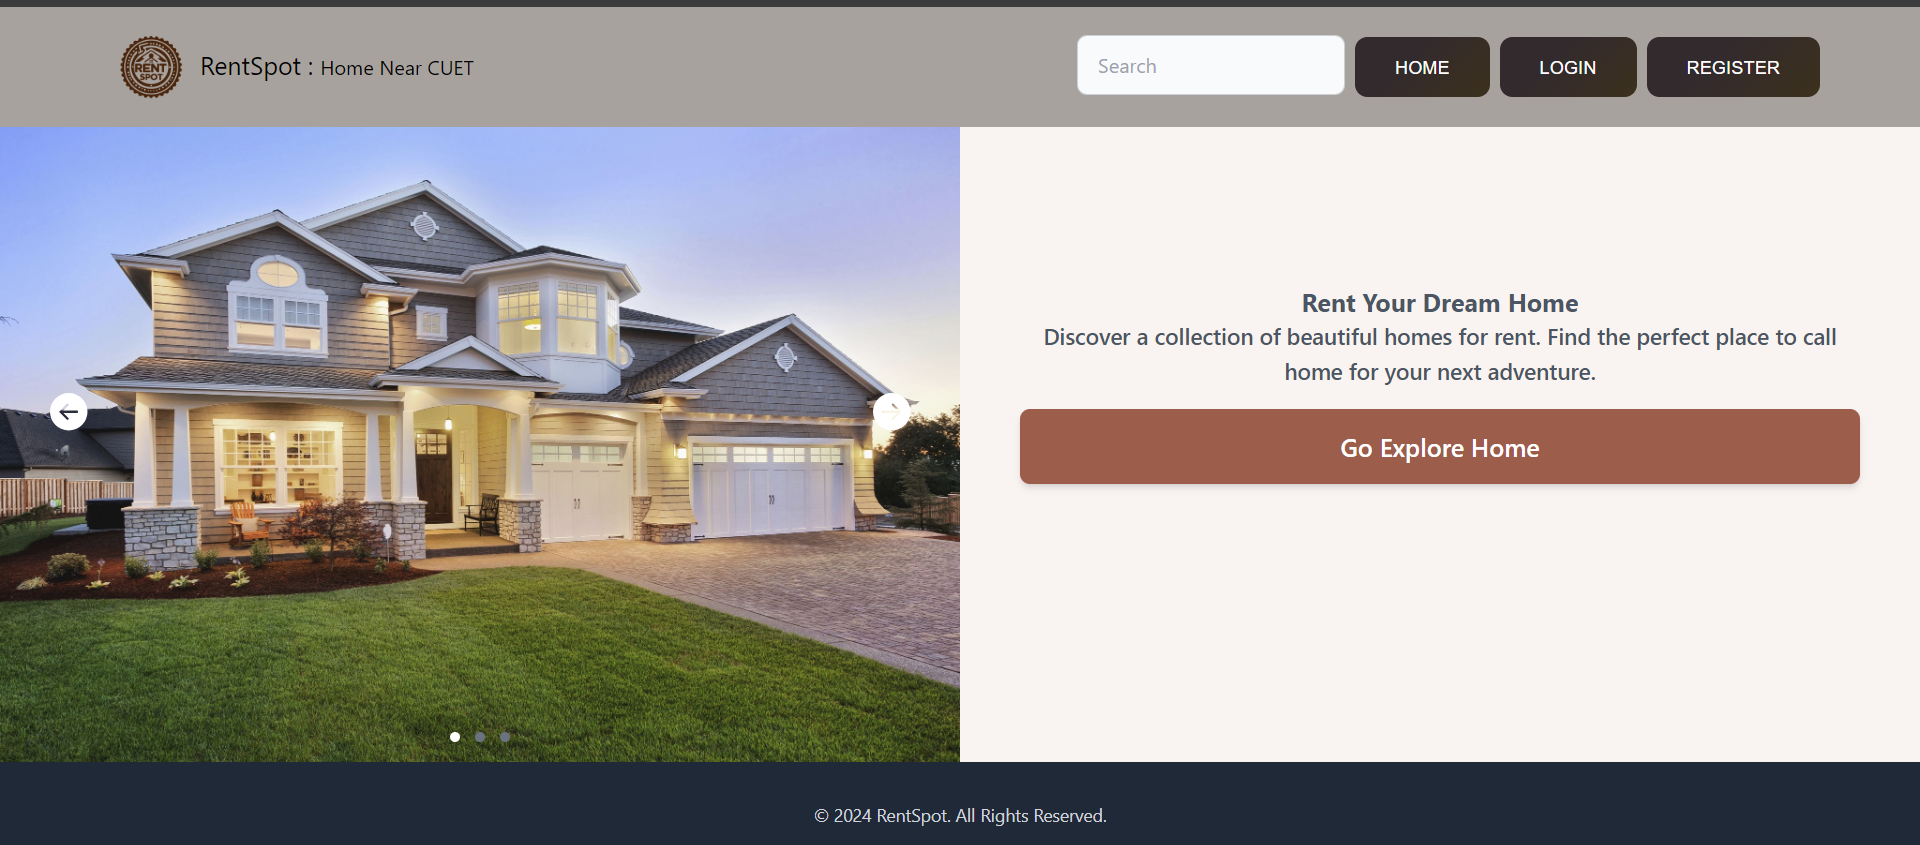 RENT
SPOT
RentSpot : Home Near CUET
Search
HOME
LOGIN
REGISTER
Rent Your Dream Home
Discover a collection of beautiful homes for rent. Find the perfect place to call
home for your next adventure.
Go Explore Home
© 2024 RentSpot. All Rights Reserved.